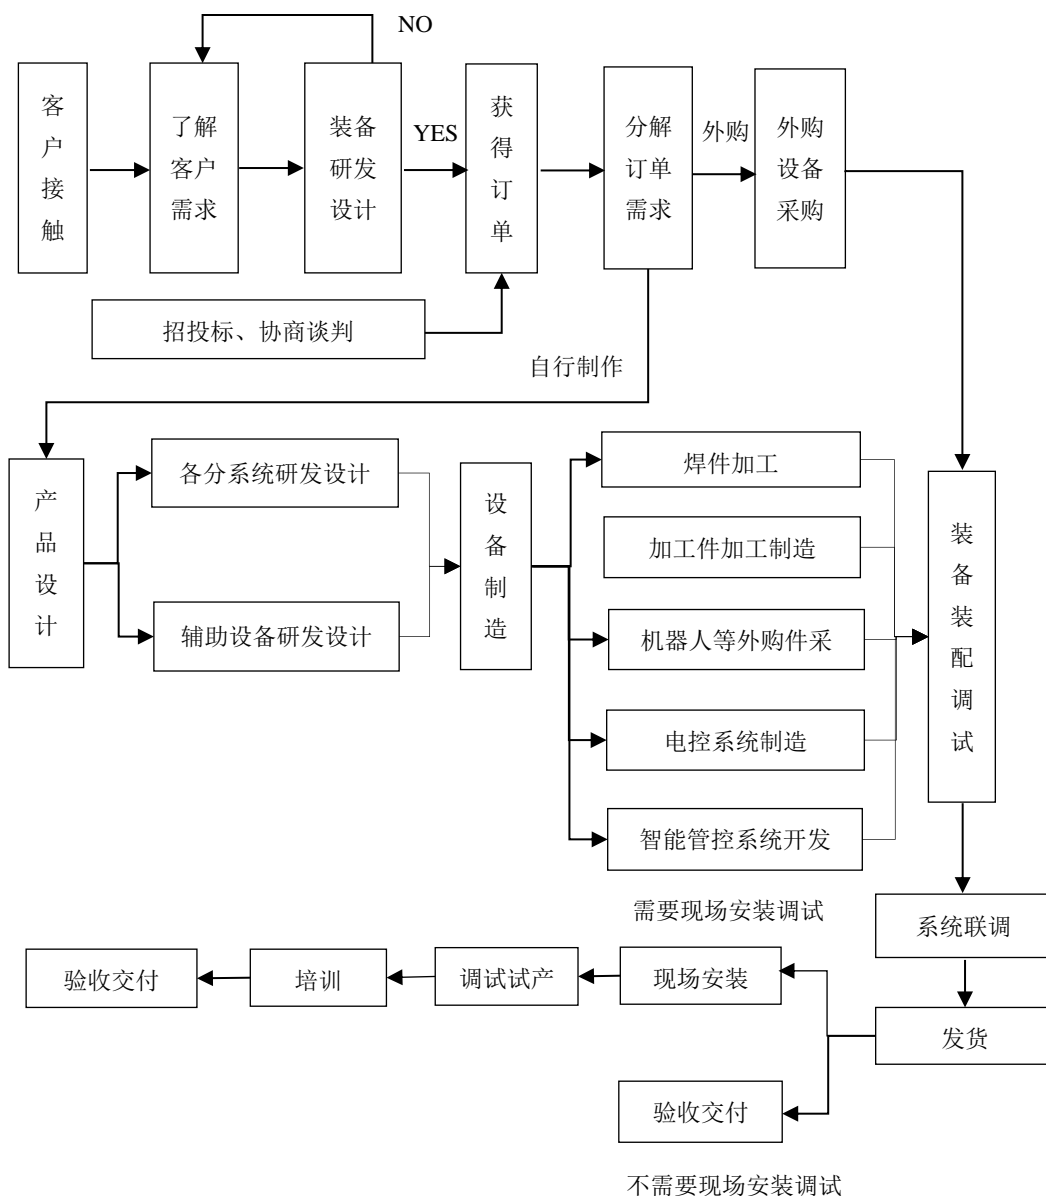 NO
客户接触
了解
客户
需求
装备
研发
设计
YES
获得订单
分解
订单
需求
外购
外购
设备
采购
招投标、协商谈判
自行制作
产品设计
各分系统研发设计
辅助设备研发设计
设备制造
焊件加工
加工件加工制造
机器人等外购件采
电控系统制造
智能管控系统开发
装备装配调试
需要现场安装调试
系统联调
验收交付
培训
调试试产
现场安装
发货
验收交付
不需要现场安装调试